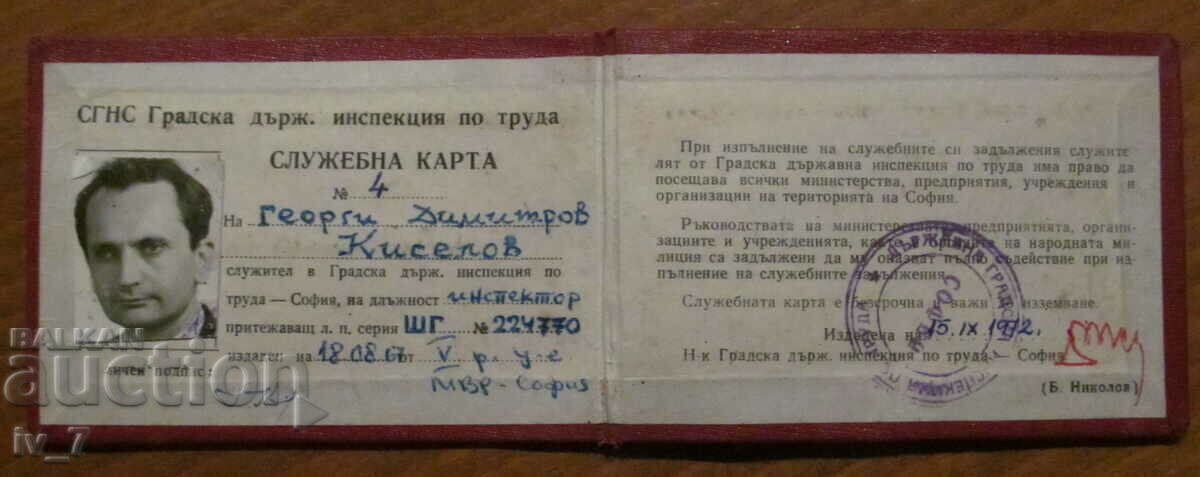 СГНС Градска държ. инспекция по труда
СЛУЖЕБНА КАРТА
№ 4
На Георги Димитров
Киселов
служител в Градска държ. инспекция по
труда — София, на длъжност инспектор
притежаващ л. п. серия ШГ № 224770
издаден на 18.08.67 от V р. у-е
МВР-София
личен подпис:
При изпълнение на служебните си задължения служите
лят от Градска държавна инспекция по труда има право да
посещава всички министерства, предприятия, учреждения и
организации на територията на София.
Ръководствата на министерствата, предприятията, органи-
зациите и учрежденията, както и органите на народната ми-
лиция са задължени да му оказват пълно съдействие при из-
пълнение на служебните задължения.
Служебната карта е безсрочна и важи до изземване.
Издадена на 15.IX 1972 г.
Н-к Градска държ. инспекция по труда — София
(Б. Николов)
BALKAN
auction
iv_7